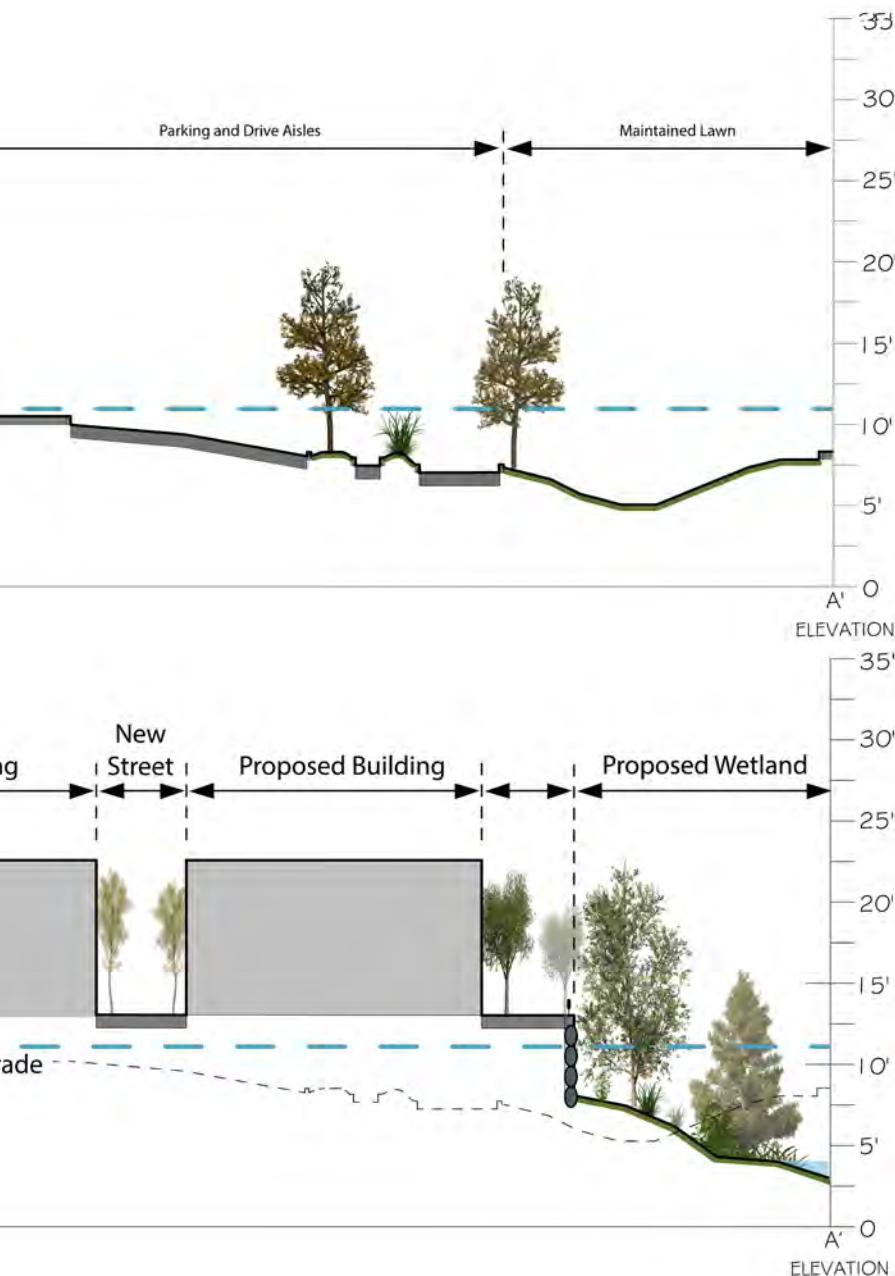 35'
30'
Parking and Drive Aisles
Maintained Lawn
25'
20'
15'
10'
5'
0
A'
ELEVATION
35'
New
30'
g
Street
Proposed Building
Proposed Wetland
25'
20'
15'
10'
rade
5'
0
A'
ELEVATION